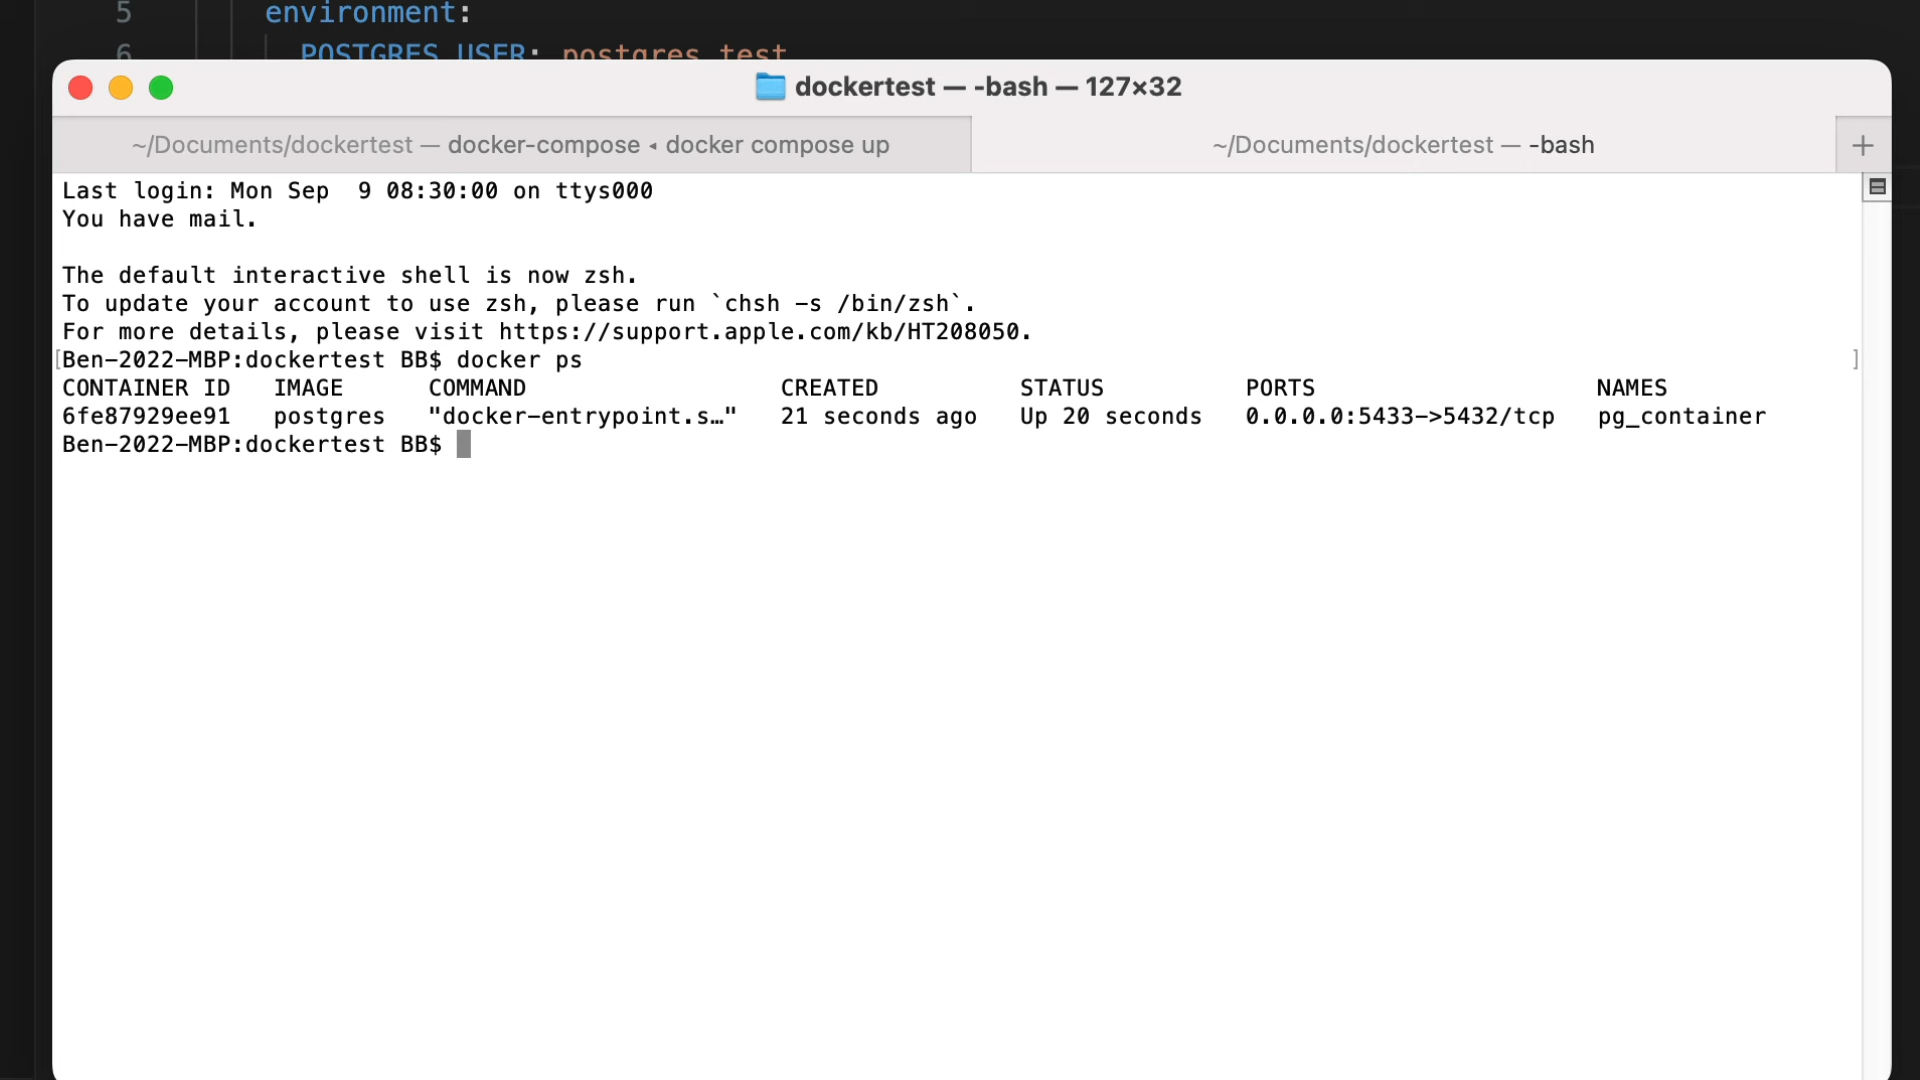 5 environment:
6 POSTGRES_USER: postgres_test
dockertest — -bash — 127×32
~/Documents/dockertest — docker-compose ◂ docker compose up ~/Documents/dockertest — -bash +
Last login: Mon Sep  9 08:30:00 on ttys000
You have mail.
The default interactive shell is now zsh.
To update your account to use zsh, please run `chsh -s /bin/zsh`.
For more details, please visit https://support.apple.com/kb/HT208050.
[Ben-2022-MBP:dockertest BB$ docker ps ]
CONTAINER ID   IMAGE      COMMAND                  CREATED          STATUS          PORTS                    NAMES
6fe87929ee91   postgres   "docker-entrypoint.s…"   21 seconds ago   Up 20 seconds   0.0.0.0:5433->5432/tcp   pg_container
Ben-2022-MBP:dockertest BB$